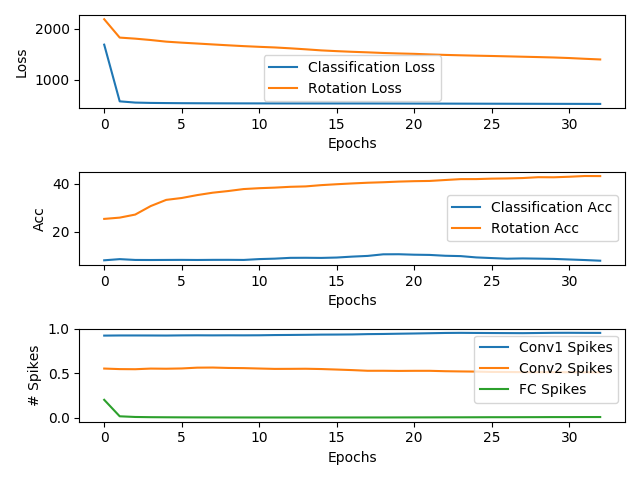 Loss
2000
1000
Classification Loss
Rotation Loss
0 5 10 15 20 25 30
Epochs
Acc
40
20
Classification Acc
Rotation Acc
0 5 10 15 20 25 30
Epochs
# Spikes
1.0
0.5
0.0
Conv1 Spikes
Conv2 Spikes
FC Spikes
0 5 10 15 20 25 30
Epochs